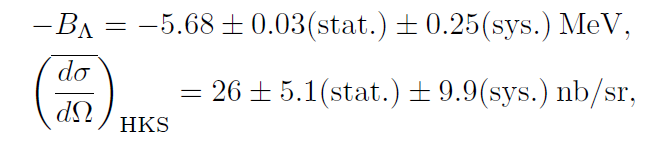 −B_Λ = −5.68 ± 0.03(stat.) ± 0.25(sys.) MeV,
(\overline{dσ/dΩ})_HKS = 26 ± 5.1(stat.) ± 9.9(sys.) nb/sr,